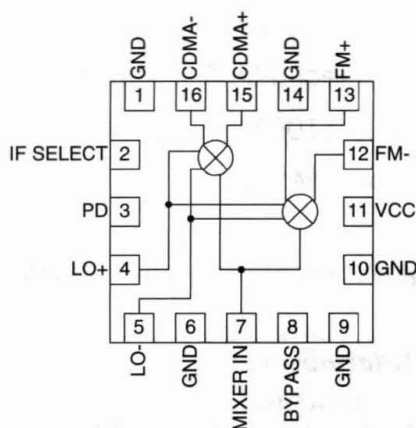 GND
CDMA-
CDMA+
GND
FM+
1
16
15
14
13
IF SELECT 2
12 FM-
PD 3
11 VCC
LO+ 4
10 GND
5
6
7
8
9
LO-
GND
MIXER IN
BYPASS
GND